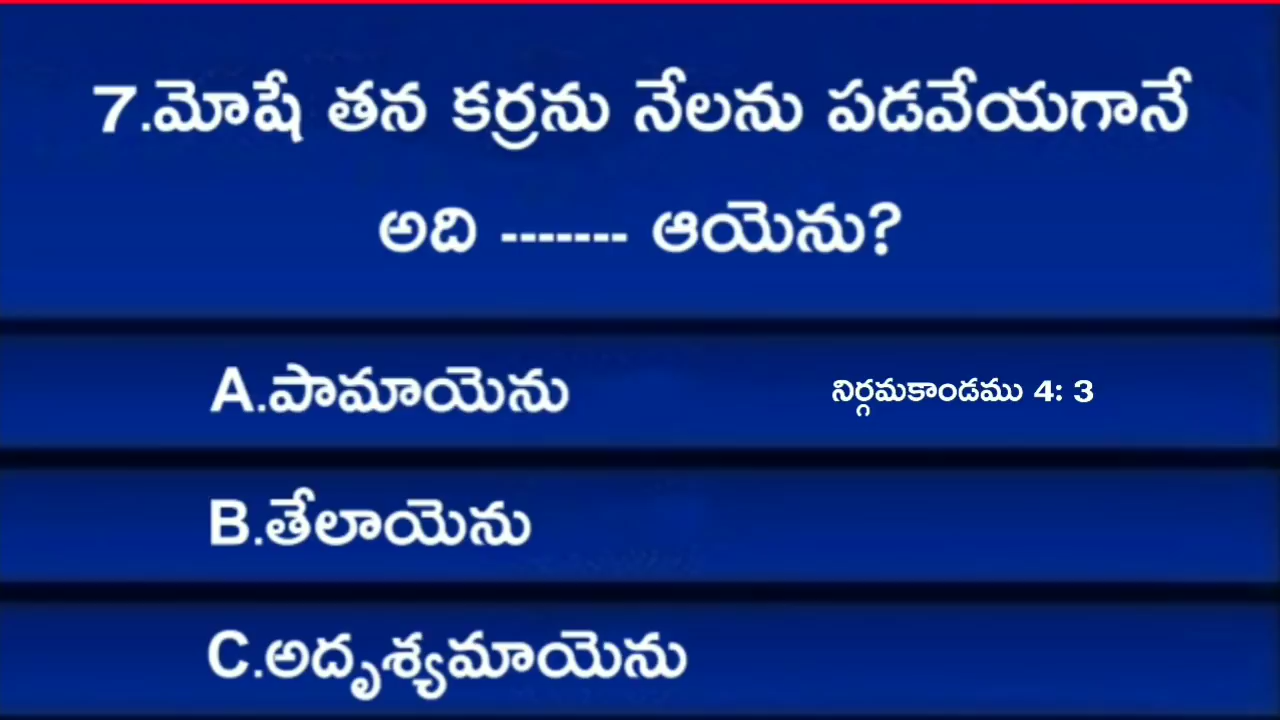 7.మోషే తన కర్రను నేలను పడవేయగానే
అది ------- ఆయెను?
A.పామాయెను
నిర్గమకాండము 4: 3
B.తేలాయెను
C.అదృశ్యమాయెను